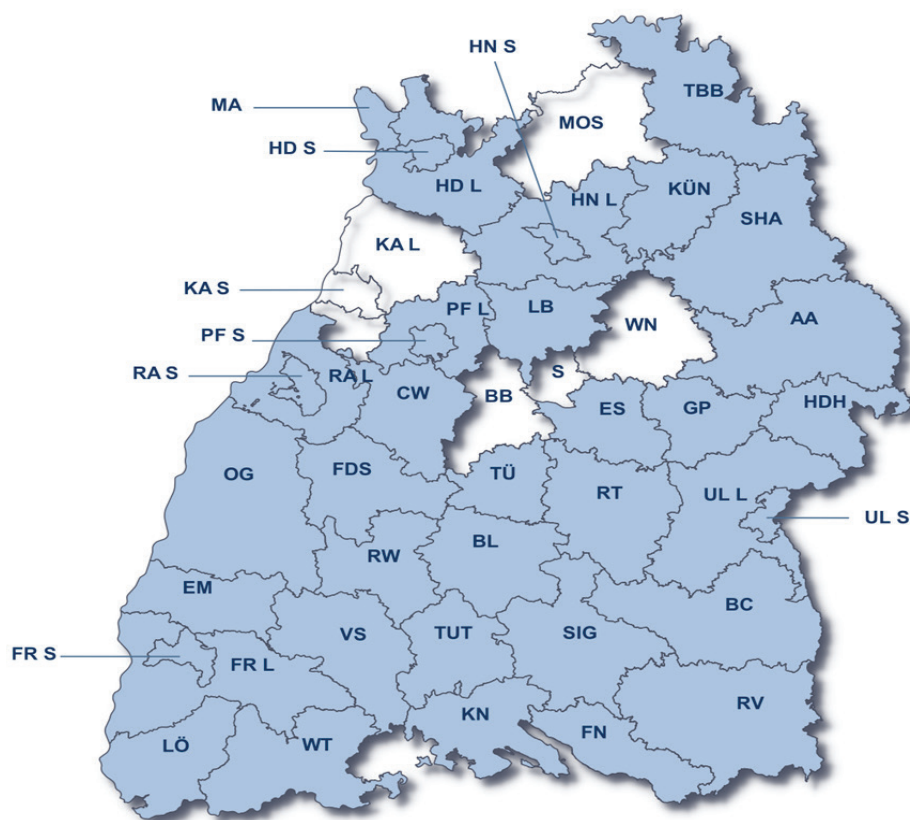 HN S
TBB
MA
MOS
HD S
HD L
HN L
KÜN
SHA
KA L
KA S
PF L
LB
AA
WN
PF S
RA S
RA L
CW
BB
S
ES
GP
HDH
OG
FDS
TÜ
RT
UL L
UL S
RW
BL
EM
BC
VS
TUT
SIG
FR S
FR L
RV
KN
FN
LÖ
WT